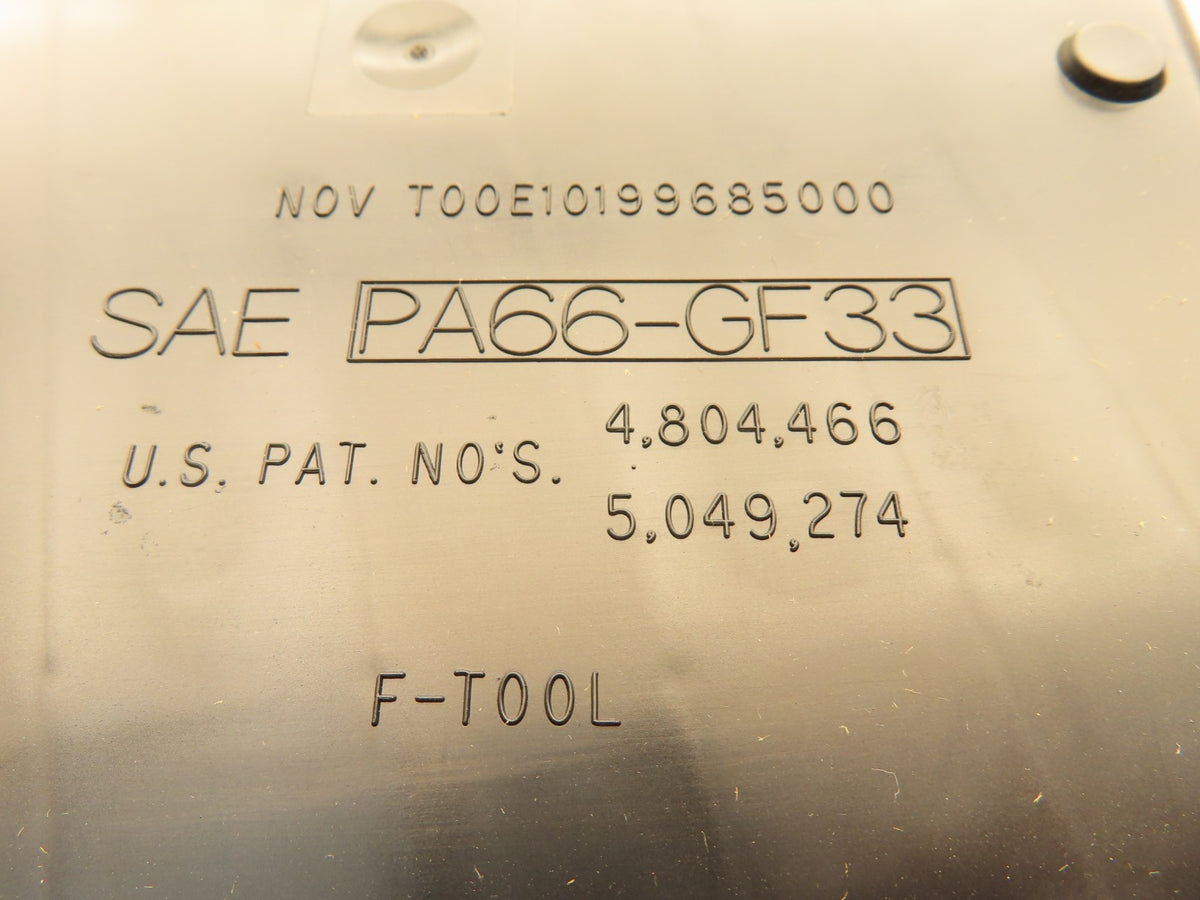 NOV T00E10199685000
SAE PA66-GF33
U.S. PAT. NO'S. 4,804,466
5,049,274
F-TOOL